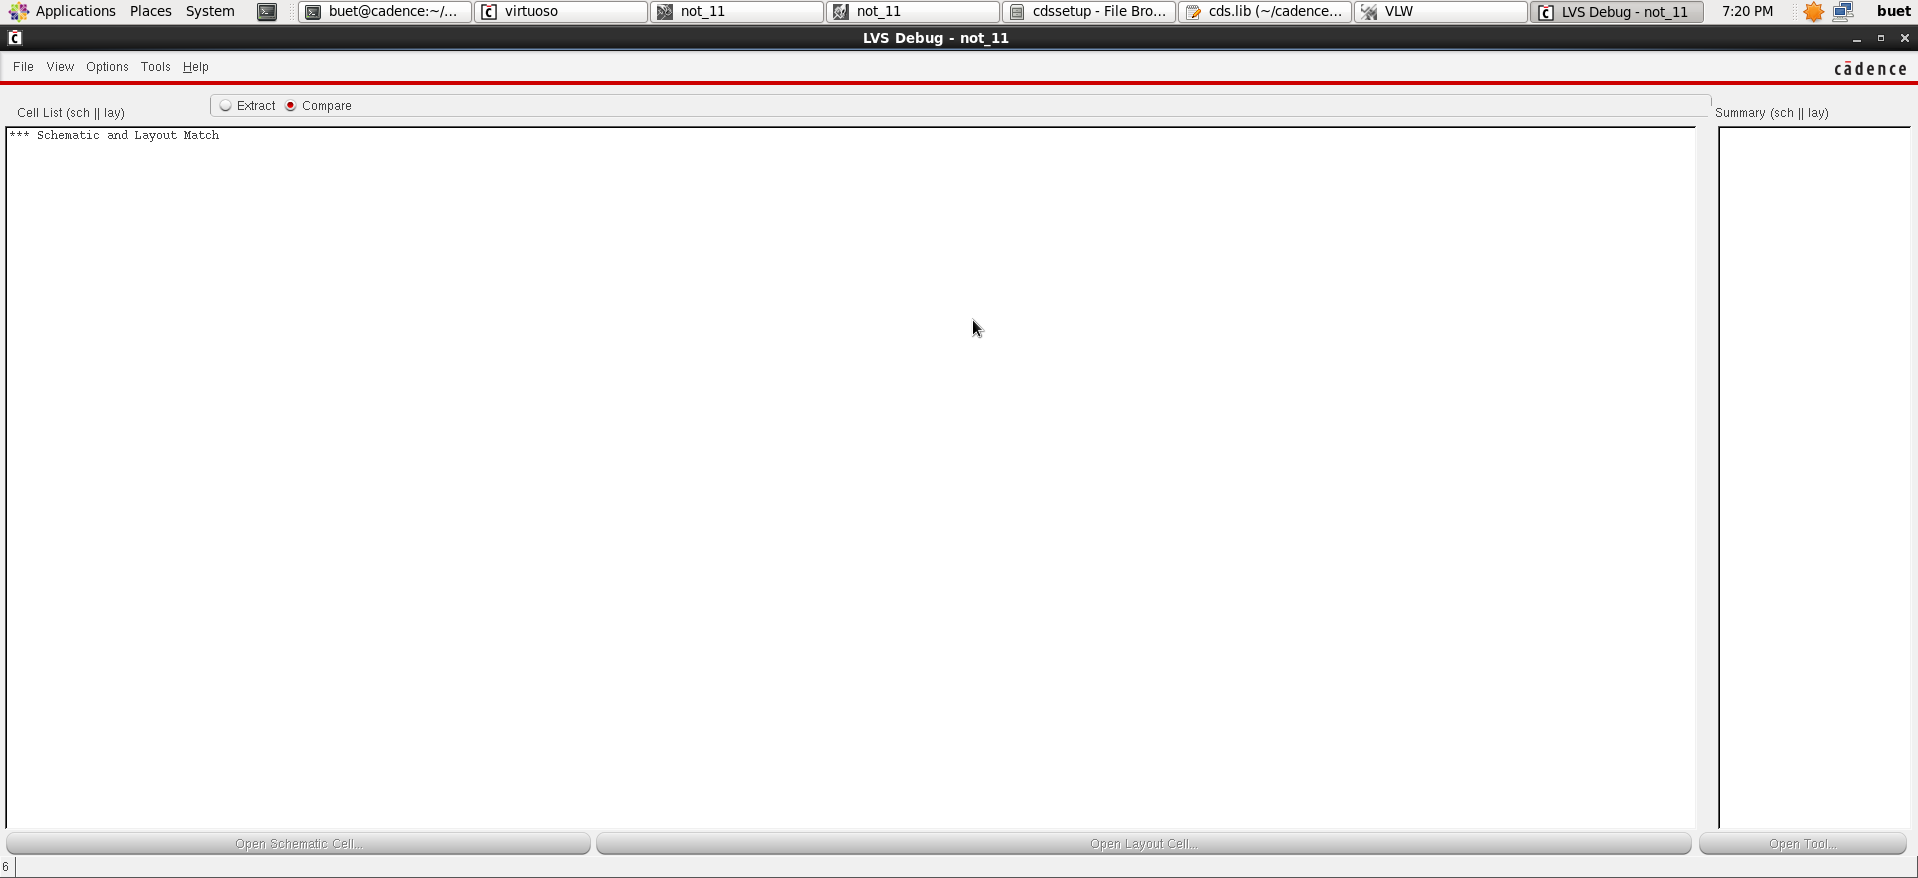 Applications Places System buet@cadence:~/... virtuoso not_11 not_11 cdssetup - File Bro... cds.lib (~/cadence... VLW LVS Debug - not_11 7:20 PM buet
LVS Debug - not_11
File View Options Tools Help cādence
Extract Compare
Cell List (sch || lay) Summary (sch || lay)
*** Schematic and Layout Match
Open Schematic Cell... Open Layout Cell... Open Tool...
6